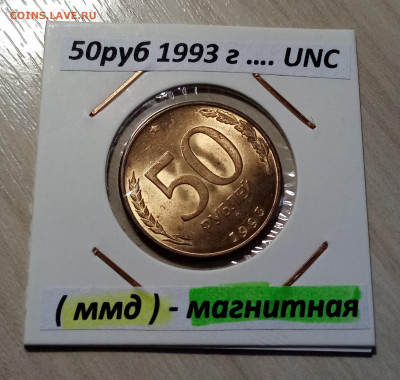 COINS.LAVE.RU
50руб 1993 г .... UNC
50
РУБЛЕЙ
1993
( ммд ) - магнитная